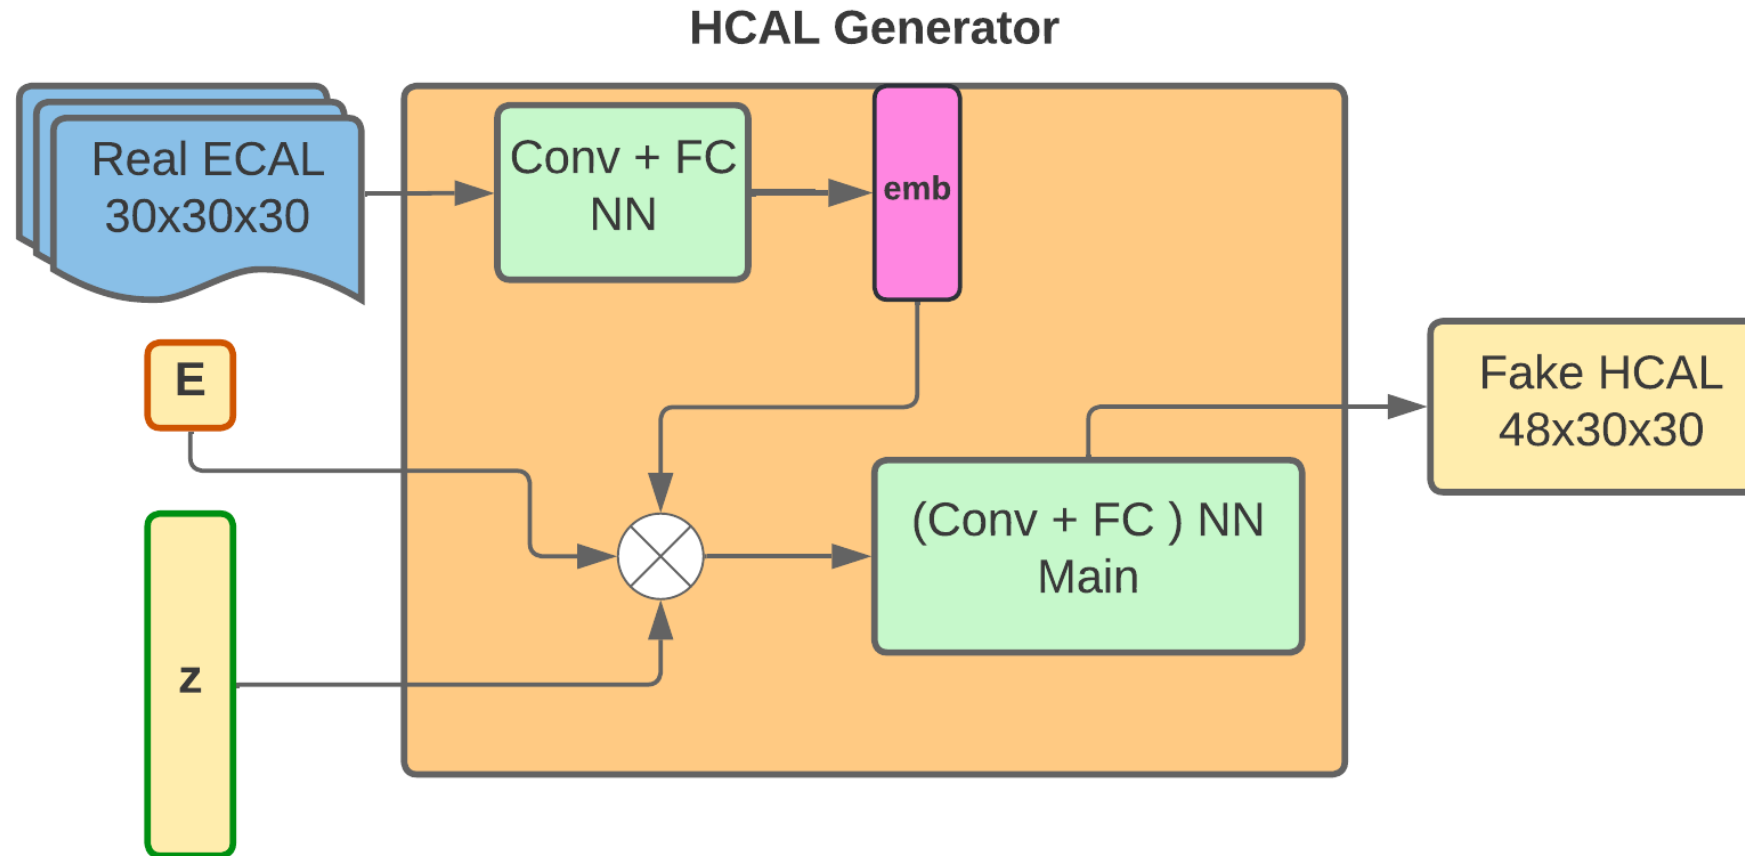 HCAL Generator
Real ECAL
30x30x30
Conv + FC
NN
emb
E
Fake HCAL
48x30x30
(Conv + FC ) NN
Main
z